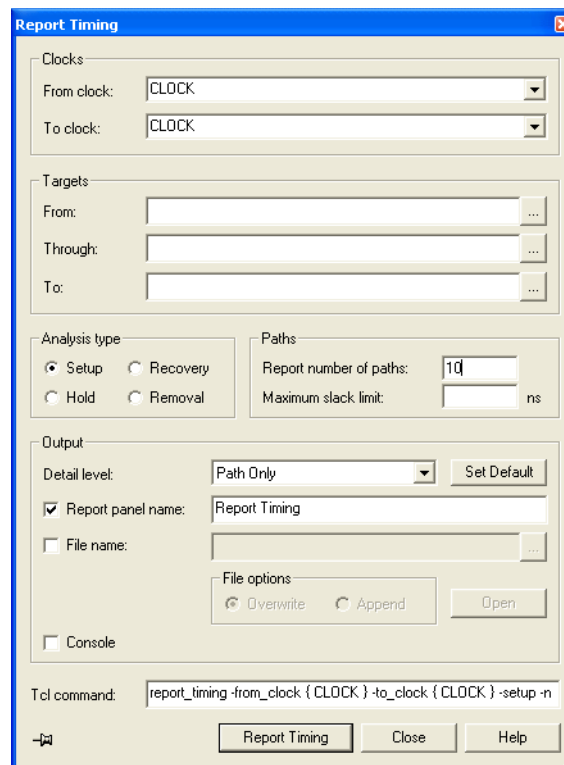 Report Timing
Clocks
From clock: CLOCK
To clock: CLOCK
Targets
From: ...
Through: ...
To: ...
Analysis type
Setup Recovery
Hold Removal
Paths
Report number of paths: 10
Maximum slack limit: ns
Output
Detail level: Path Only Set Default
Report panel name: Report Timing
File name: ...
File options
Overwrite Append Open
Console
Tcl command: report_timing -from_clock { CLOCK } -to_clock { CLOCK } -setup -n
Report Timing Close Help